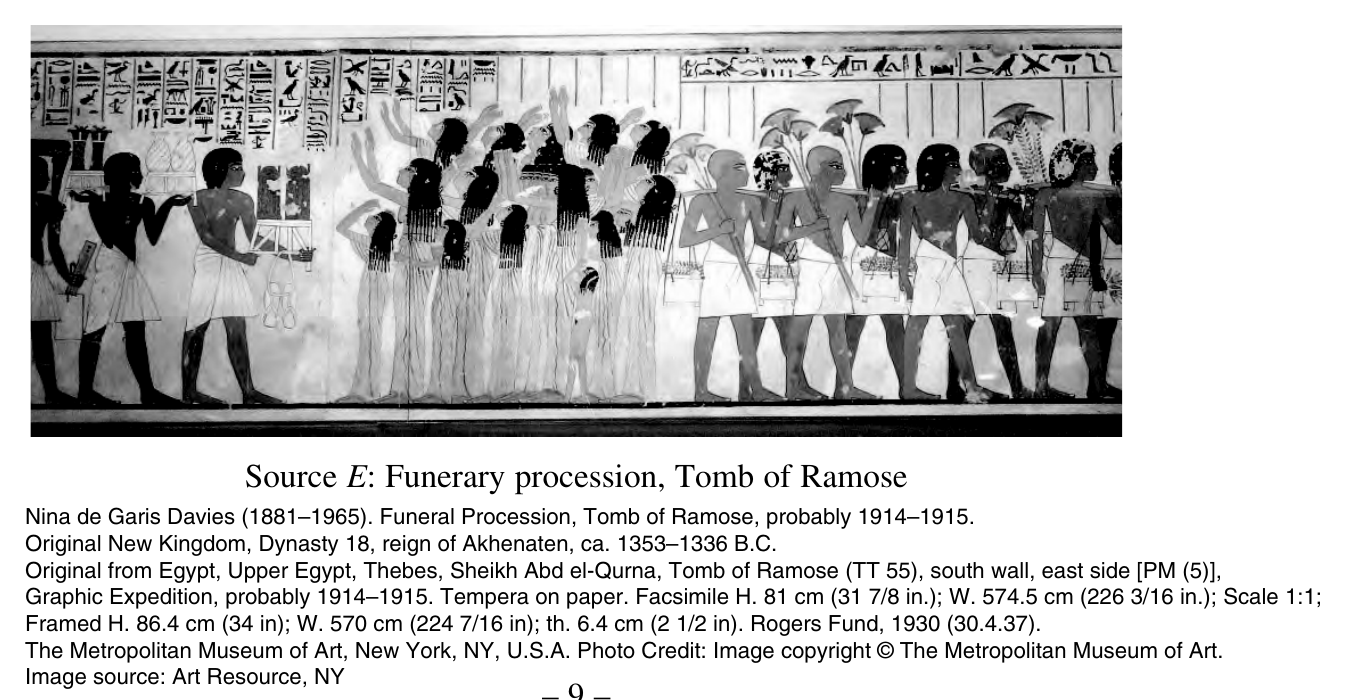 Source E: Funerary procession, Tomb of Ramose
Nina de Garis Davies (1881–1965). Funeral Procession, Tomb of Ramose, probably 1914–1915.
Original New Kingdom, Dynasty 18, reign of Akhenaten, ca. 1353–1336 B.C.
Original from Egypt, Upper Egypt, Thebes, Sheikh Abd el-Qurna, Tomb of Ramose (TT 55), south wall, east side [PM (5)],
Graphic Expedition, probably 1914–1915. Tempera on paper. Facsimile H. 81 cm (31 7/8 in.); W. 574.5 cm (226 3/16 in.); Scale 1:1;
Framed H. 86.4 cm (34 in); W. 570 cm (224 7/16 in); th. 6.4 cm (2 1/2 in). Rogers Fund, 1930 (30.4.37).
The Metropolitan Museum of Art, New York, NY, U.S.A. Photo Credit: Image copyright © The Metropolitan Museum of Art.
Image source: Art Resource, NY
– 9 –